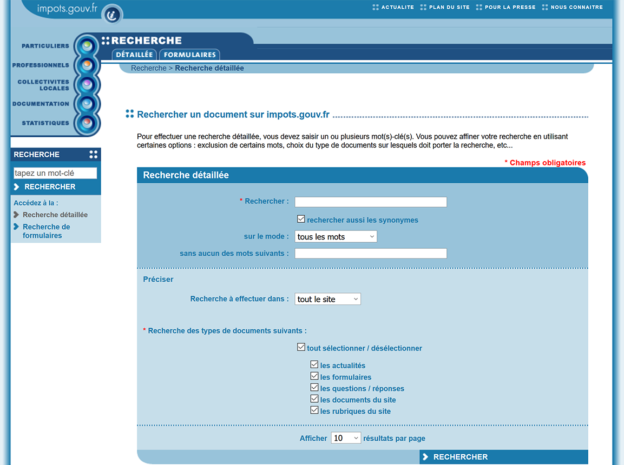 impots.gouv.fr
ACTUALITE PLAN DU SITE POUR LA PRESSE NOUS CONNAITRE
PARTICULIERS
PROFESSIONNELS
COLLECTIVITES
LOCALES
DOCUMENTATION
STATISTIQUES
RECHERCHE
DÉTAILLÉE FORMULAIRES
Recherche > Recherche détaillée
RECHERCHE
tapez un mot-clé
RECHERCHER
Accédez à la :
Recherche détaillée
Recherche de
formulaires
Rechercher un document sur impots.gouv.fr
Pour effectuer une recherche détaillée, vous devez saisir un ou plusieurs mot(s)-clé(s). Vous pouvez affiner votre recherche en utilisant
certaines options : exclusion de certains mots, choix du type de documents sur lesquels doit porter la recherche, etc...
* Champs obligatoires
Recherche détaillée
* Rechercher :
rechercher aussi les synonymes
sur le mode : tous les mots
sans aucun des mots suivants :
Préciser
Recherche à effectuer dans : tout le site
* Recherche des types de documents suivants :
tout sélectionner / désélectionner
les actualités
les formulaires
les questions / réponses
les documents du site
les rubriques du site
Afficher 10 résultats par page
RECHERCHER